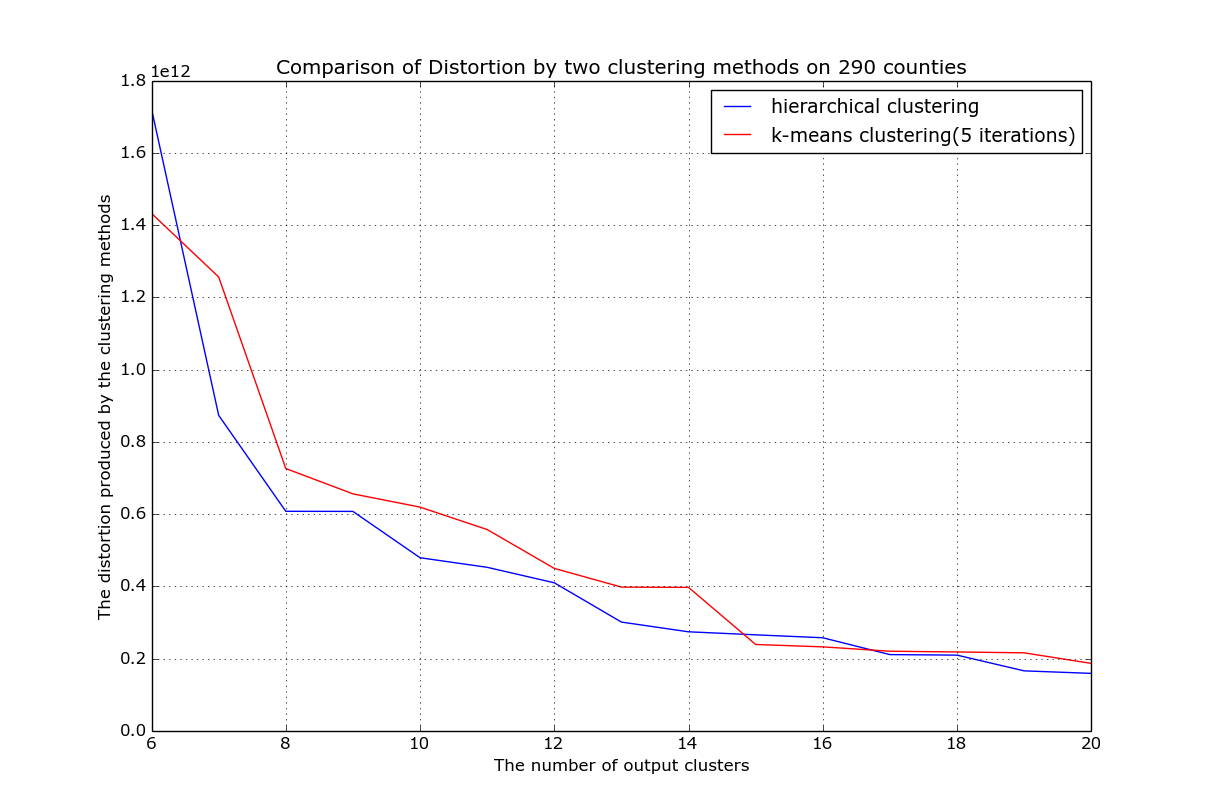 Comparison of Distortion by two clustering methods on 290 counties
1e12
hierarchical clustering
k-means clustering(5 iterations)
The distortion produced by the clustering methods
1.8
1.6
1.4
1.2
1.0
0.8
0.6
0.4
0.2
0.0
6 8 10 12 14 16 18 20
The number of output clusters